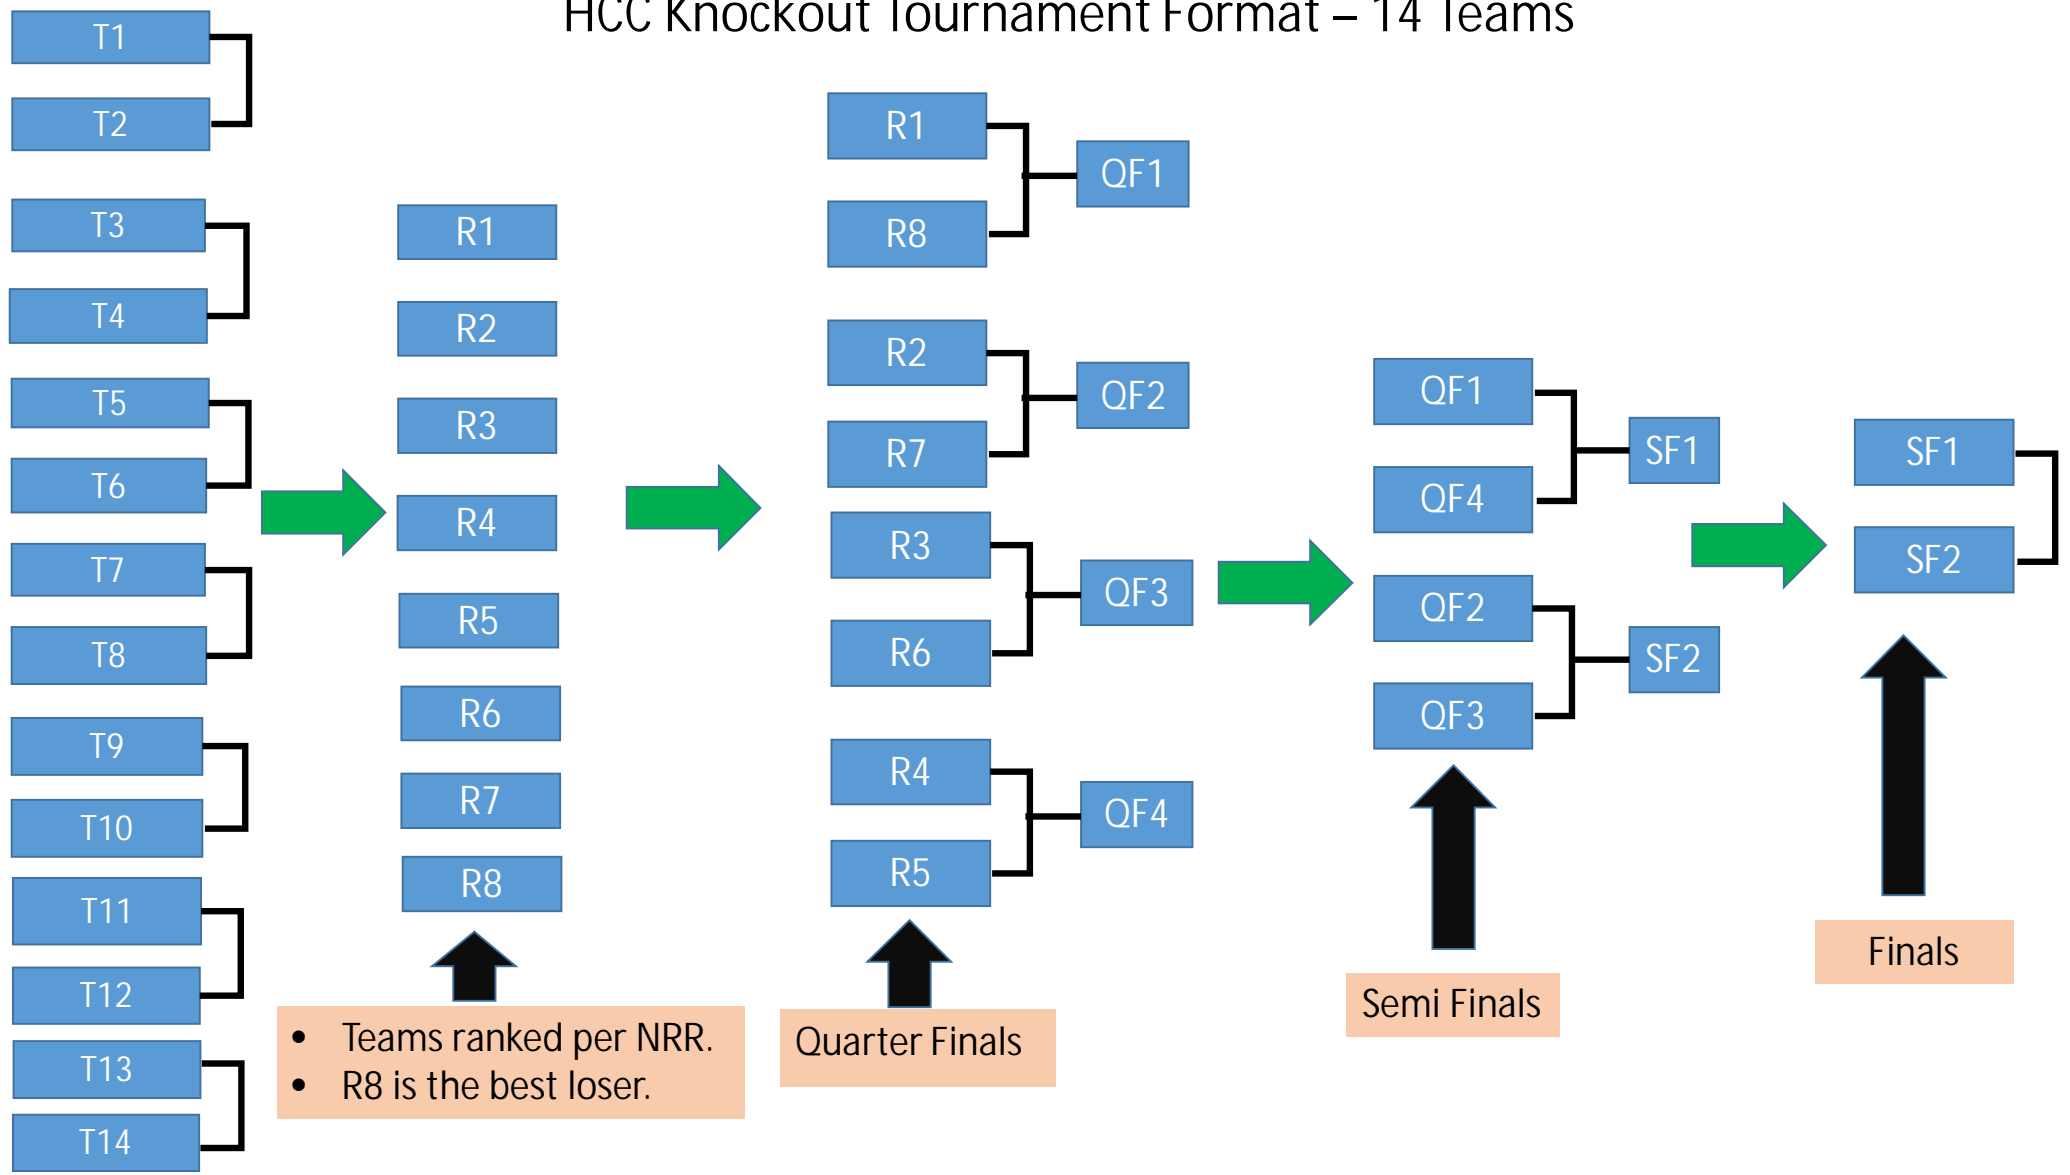 HCC Knockout Tournament Format – 14 Teams
T1
T2
T3
T4
T5
T6
T7
T8
T9
T10
T11
T12
T13
T14
R1
R2
R3
R4
R5
R6
R7
R8
• Teams ranked per NRR.
• R8 is the best loser.
R1
R8
QF1
R2
R7
QF2
R3
R6
QF3
R4
R5
QF4
Quarter Finals
QF1
QF4
SF1
QF2
QF3
SF2
Semi Finals
SF1
SF2
Finals